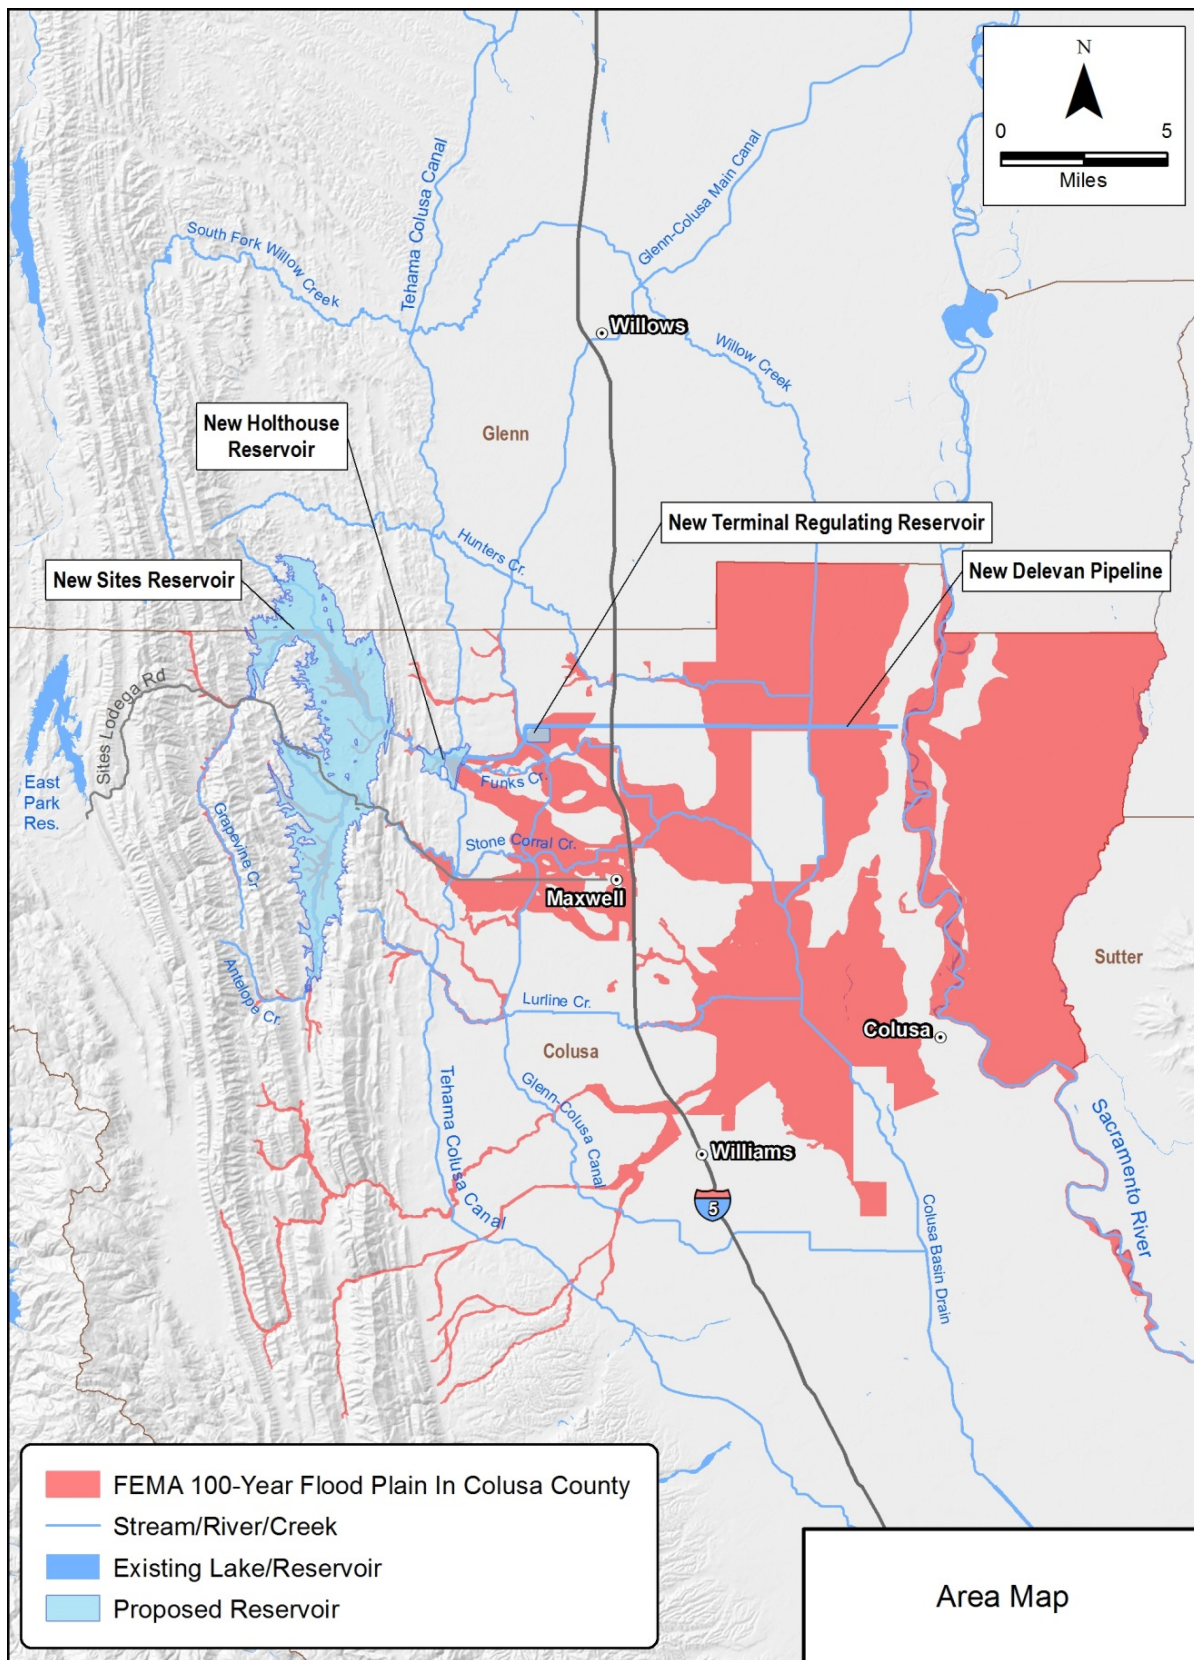 N
0 5
Miles
Tehama Colusa Canal
Glenn-Colusa Main Canal
South Fork Willow Creek
Willows
Willow Creek
New Holthouse
Reservoir
Glenn
New Terminal Regulating Reservoir
Hunters Cr.
New Delevan Pipeline
New Sites Reservoir
Sites Lodega Rd
East
Park
Res.
Funks Cr.
Grapevine Cr.
Stone Corral Cr.
Maxwell
Antelope Cr.
Sutter
Lurline Cr.
Colusa
Colusa
Tehama Colusa Canal
Glenn-Colusa Canal
Sacramento River
Williams
5
Colusa Basin Drain
FEMA 100-Year Flood Plain In Colusa County
Stream/River/Creek
Existing Lake/Reservoir
Proposed Reservoir
Area Map